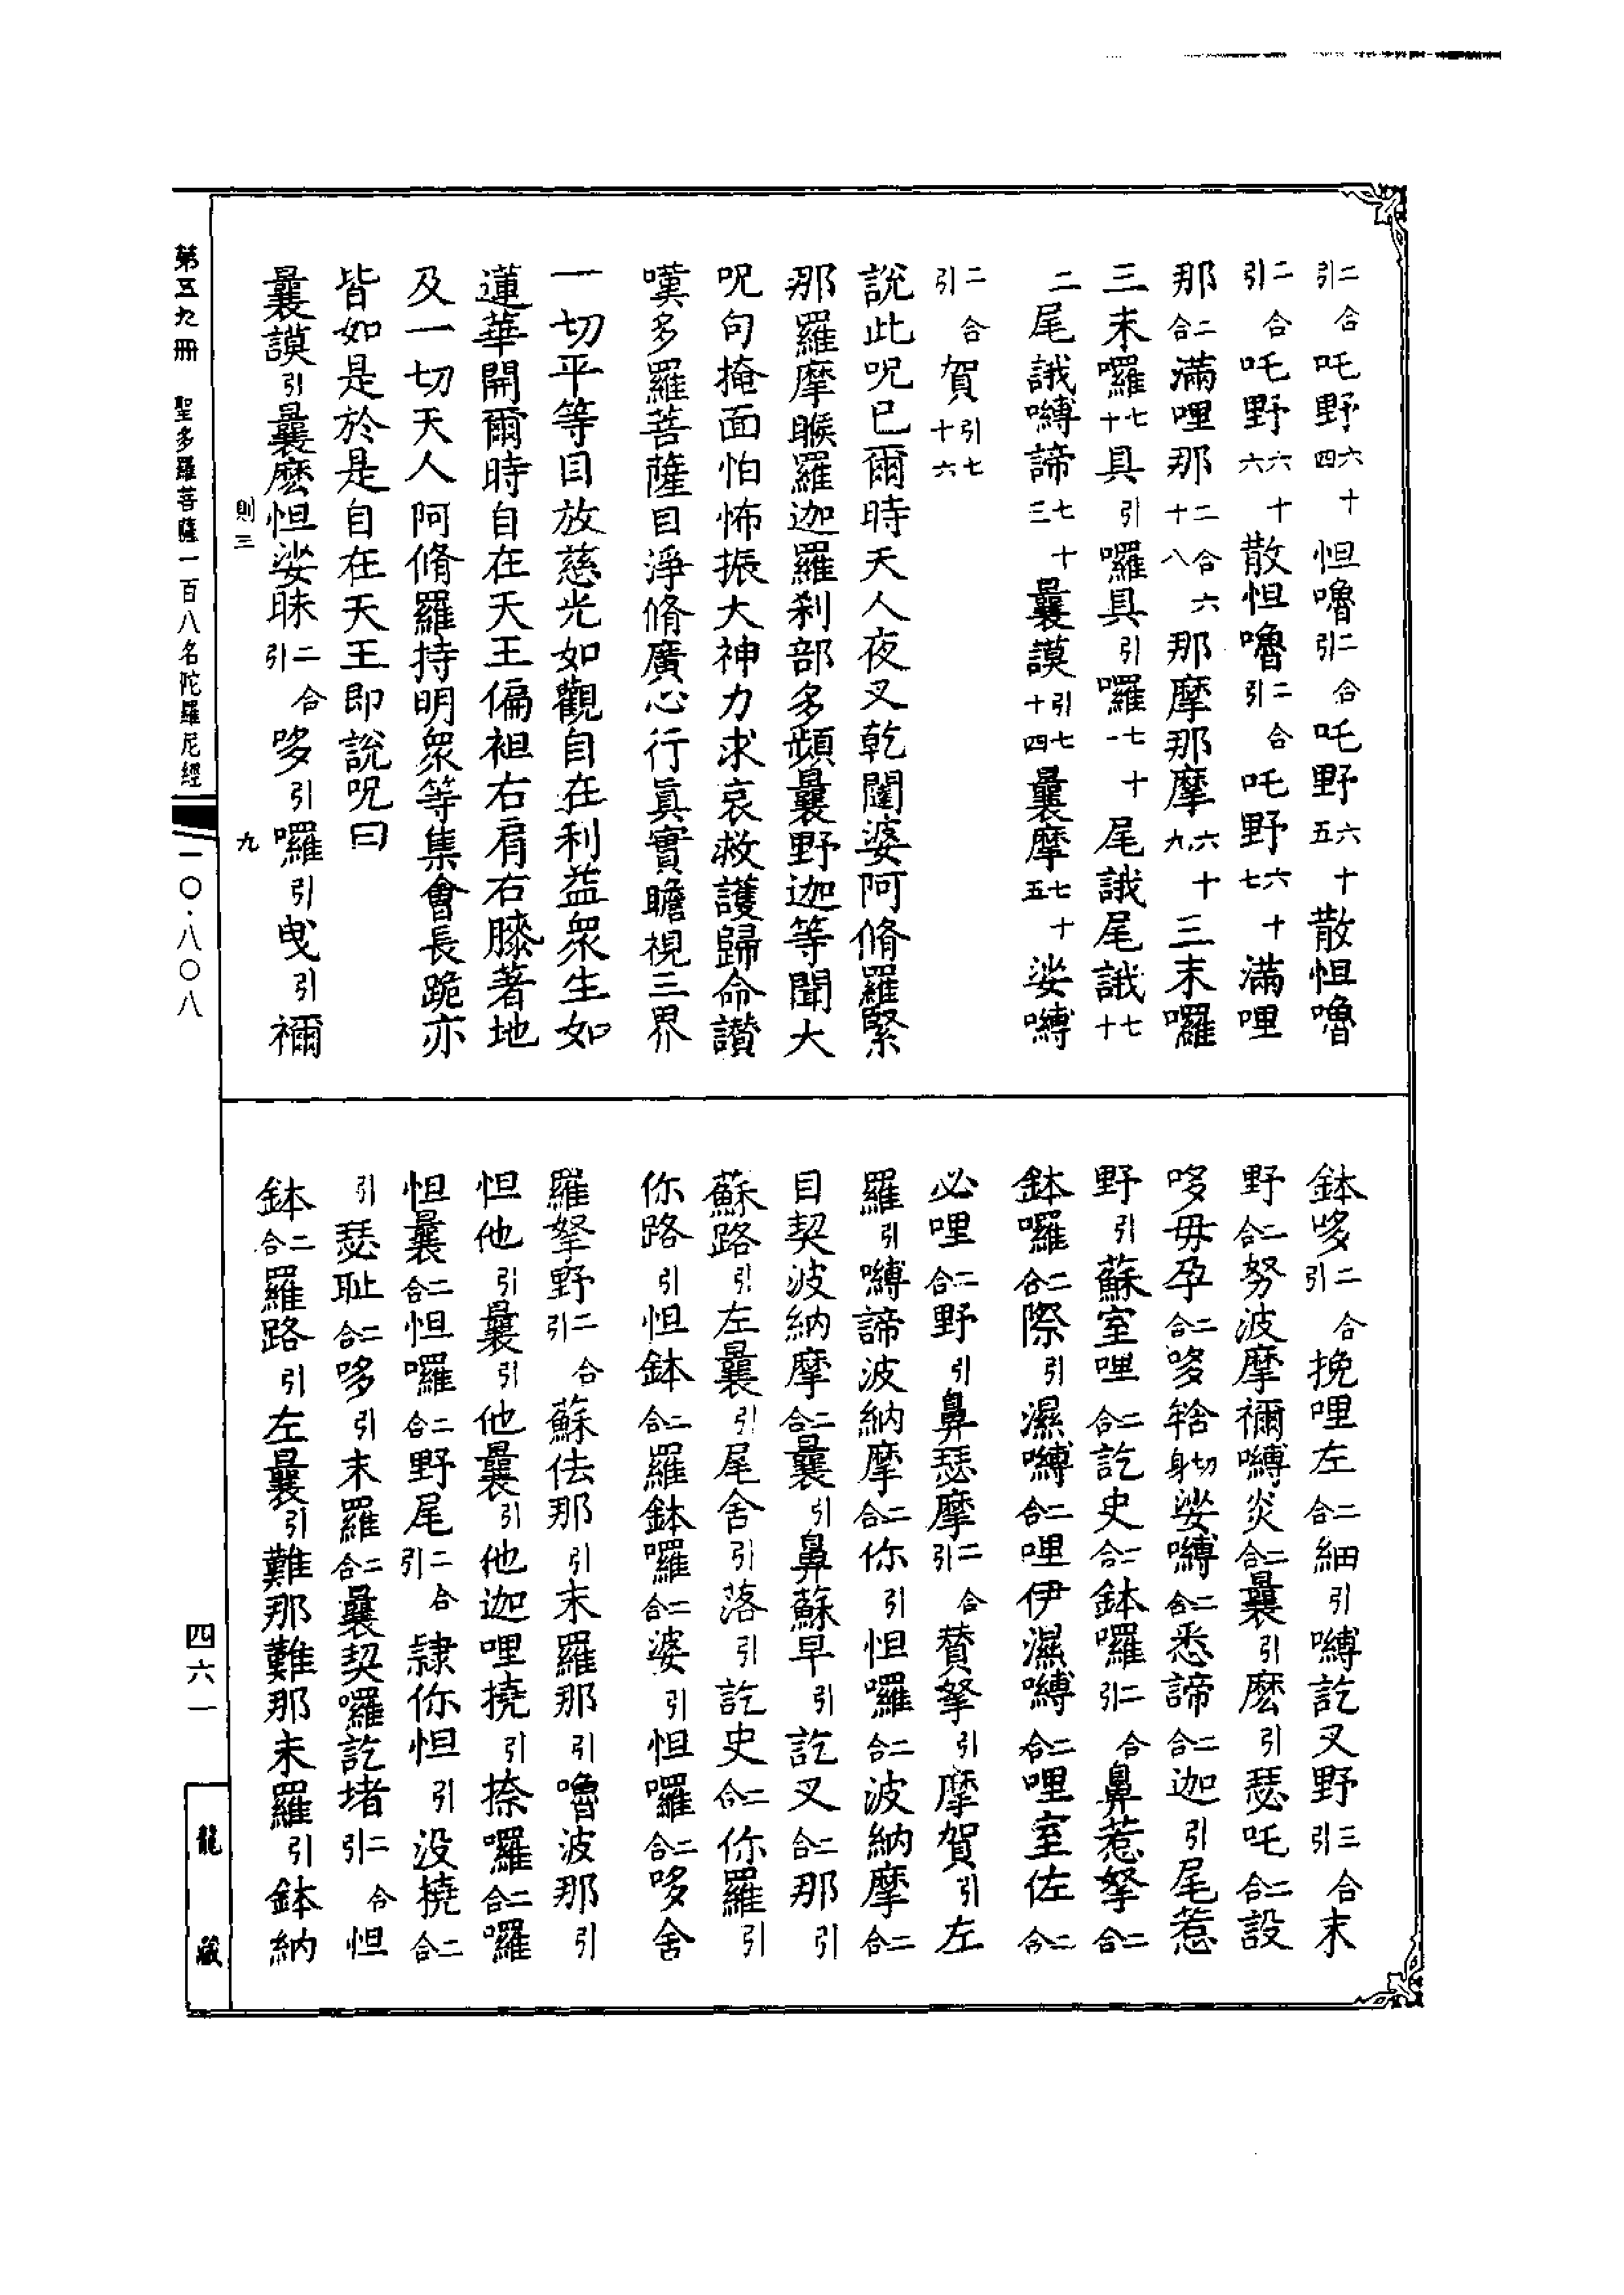 二合引吒野六十四怛嚕二合引吒野六十五散怛嚕
二合引吒野六十六散怛嚕二合引吒野六十七滿哩
那二合滿哩那二合六十八那摩那摩六十九三末囉
三末囉七十具引囉具引囉七十一尾誐尾誐七十
二尾誐嚩諦七十三曩謨引七十四曩摩七十五娑嚩
二合引賀引七十六
說此呪已爾時天人夜叉乾闥婆阿脩羅緊
那羅摩睺羅迦羅剎部多頻曩野迦等聞大
呪句掩面怕怖振大神力求哀救護歸命讃
嘆多羅菩薩目淨脩廣心行真實瞻視三界
一切平等目放慈光如觀自在利益眾生如
蓮華開爾時自在天王偏袒右肩右膝著地
及一切天人阿脩羅持明眾等集會長跪亦
皆如是於是自在天王即說呪曰
曩謨引曩麽怛娑昧二合引哆引囉引曳引禰
鉢哆二合引挽哩左二合細引嚩訖叉野三合引末
野二合努波摩禰嚩炎二合曩引麽引瑟吒二合設
哆毋孕二合哆辂身切娑嚩二合悉諦二合迦引尾惹
野引蘇室哩二合訖史二合鉢囉二合引鼻惹拏二合
鉢囉二合際引濕嚩二合哩伊濕嚩二合哩室佐二合
必哩二合野引鼻瑟摩二合引賛拏引摩賀引左
羅引嚩諦波納摩二合你引怛囉二合波納摩二合
目契波納摩二合曩引鼻蘇早引訖叉二合那引
蘇路引左曩引尾舍引落引訖史二合你羅引
你路引怛鉢二合羅鉢囉二合婆引怛囉二合哆舍
羅拏野二合引蘇佉那引末羅那引嚕波那引
怛他引曩引他曩引他迦哩撓引捺囉二合囉
怛曩二合怛囉二合野尾二合引隷你怛引没撓二合
引瑟耻二合哆引末羅二合曩契囉訖堵二合引怛
鉢二合羅路引左曩引難那難那末羅引鉢納
第五九冊　聖多羅菩薩一百八名陀羅尼經
則三　九
一〇・八〇八
四六一
龍藏